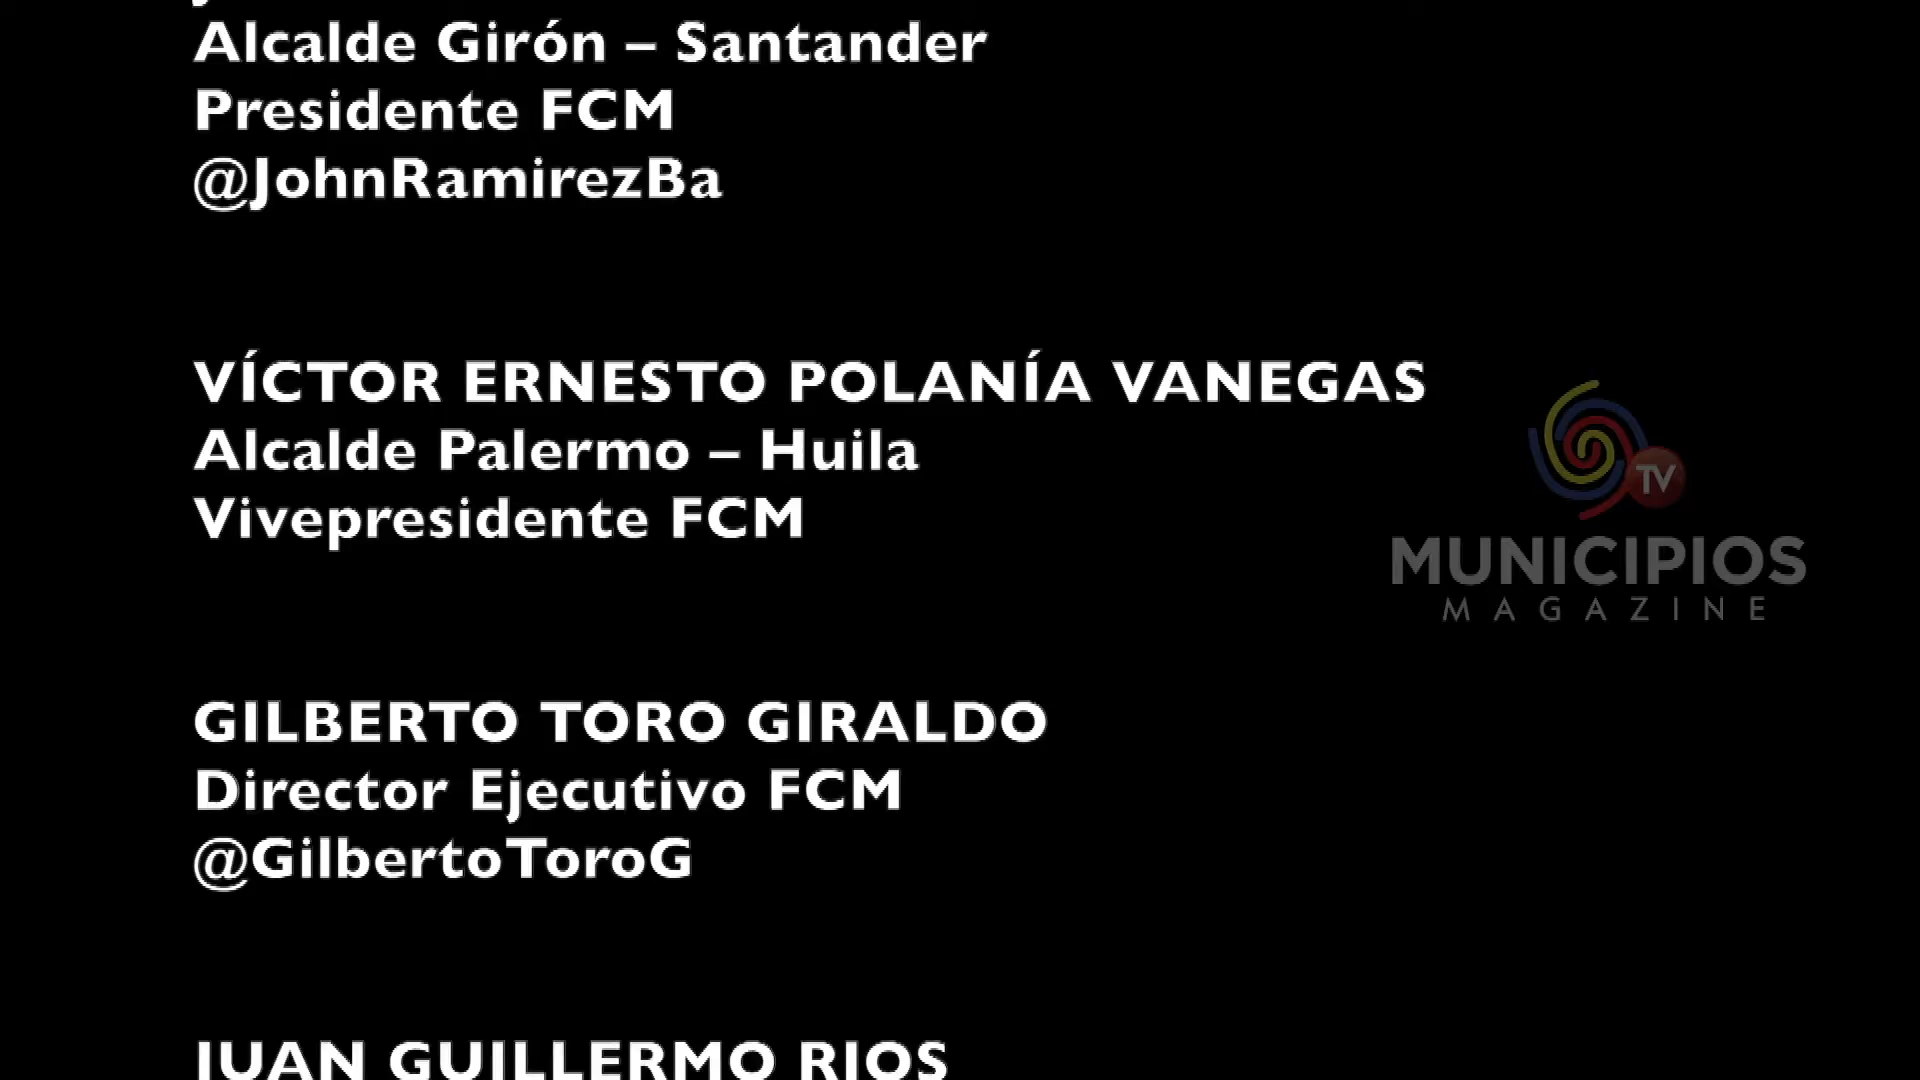 Alcalde Girón – Santander
Presidente FCM
@JohnRamirezBa
VÍCTOR ERNESTO POLANÍA VANEGAS
Alcalde Palermo – Huila
Vivepresidente FCM
TV
MUNICIPIOS
MAGAZINE
GILBERTO TORO GIRALDO
Director Ejecutivo FCM
@GilbertoToroG
JUAN GUILLERMO RIOS